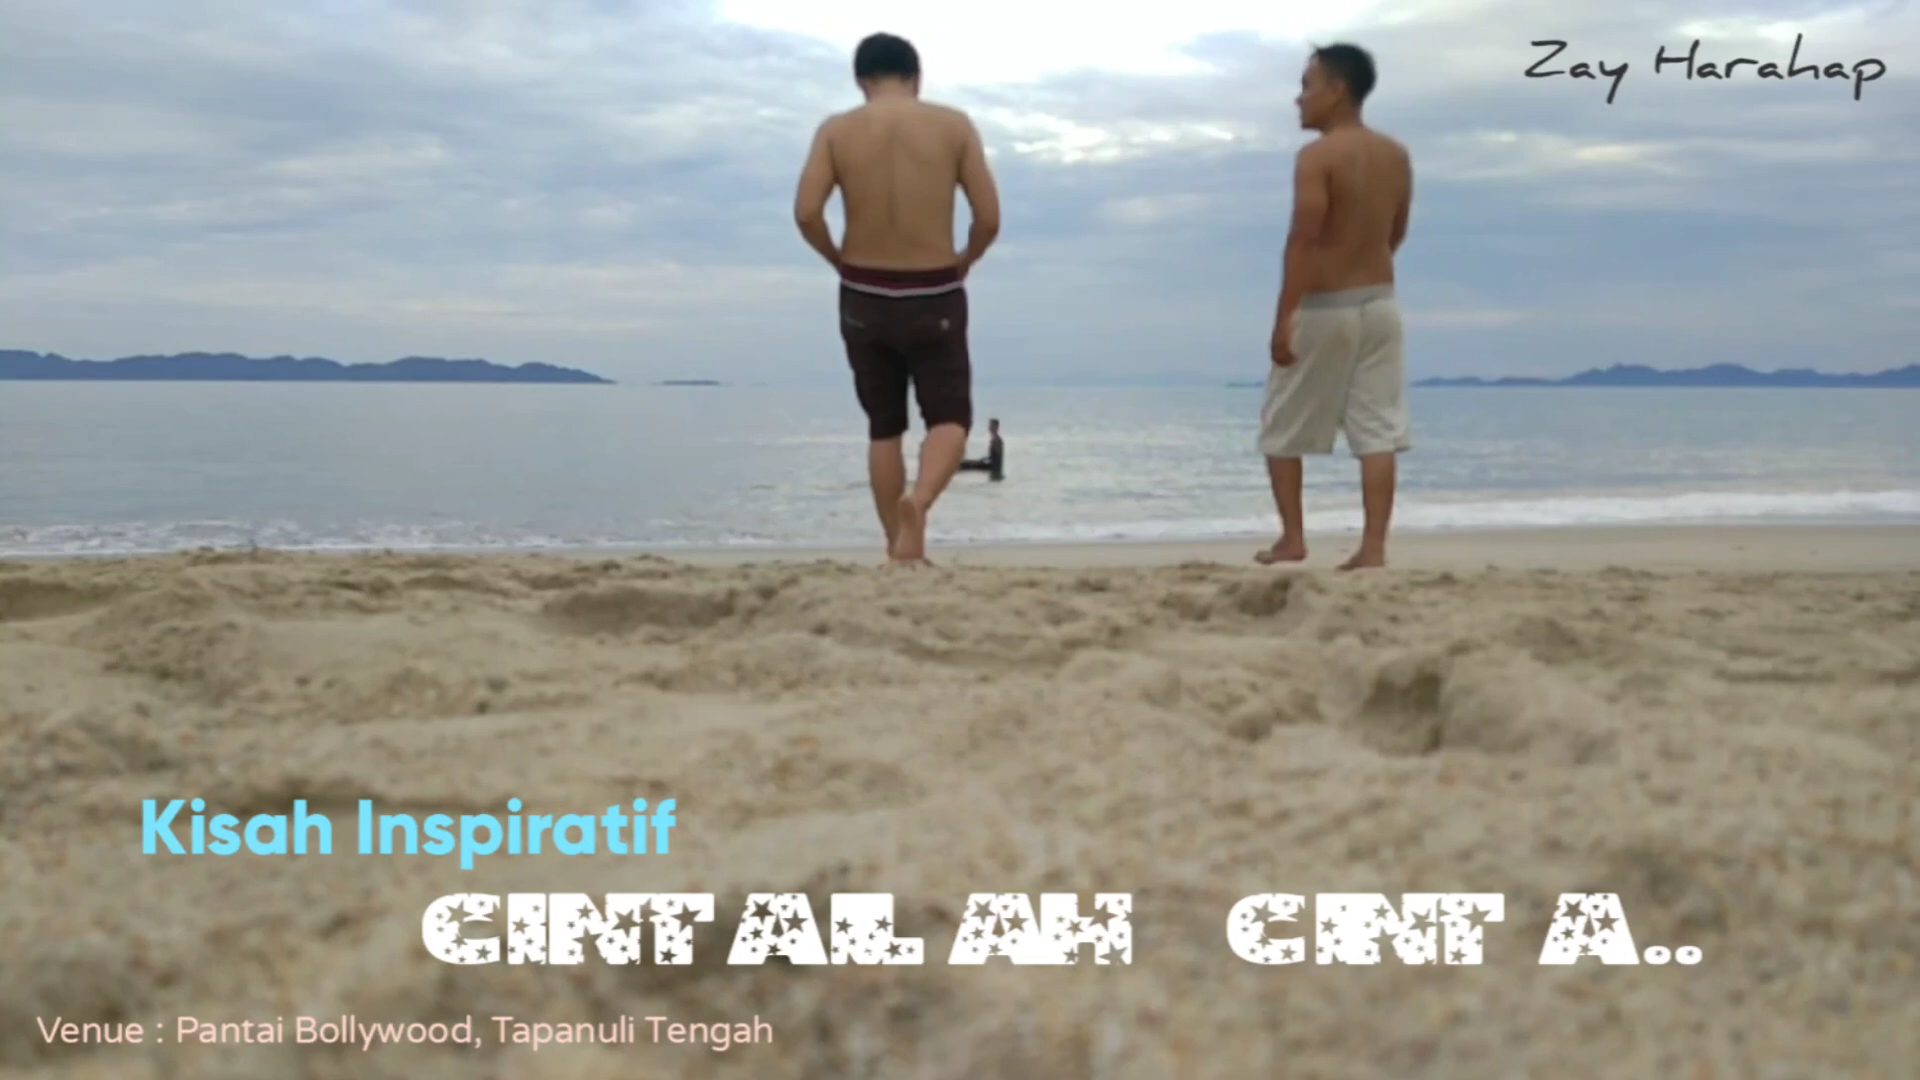 Zay Harahap
Kisah Inspiratif
CINTALAH CINTA..
Venue : Pantai Bollywood, Tapanuli Tengah